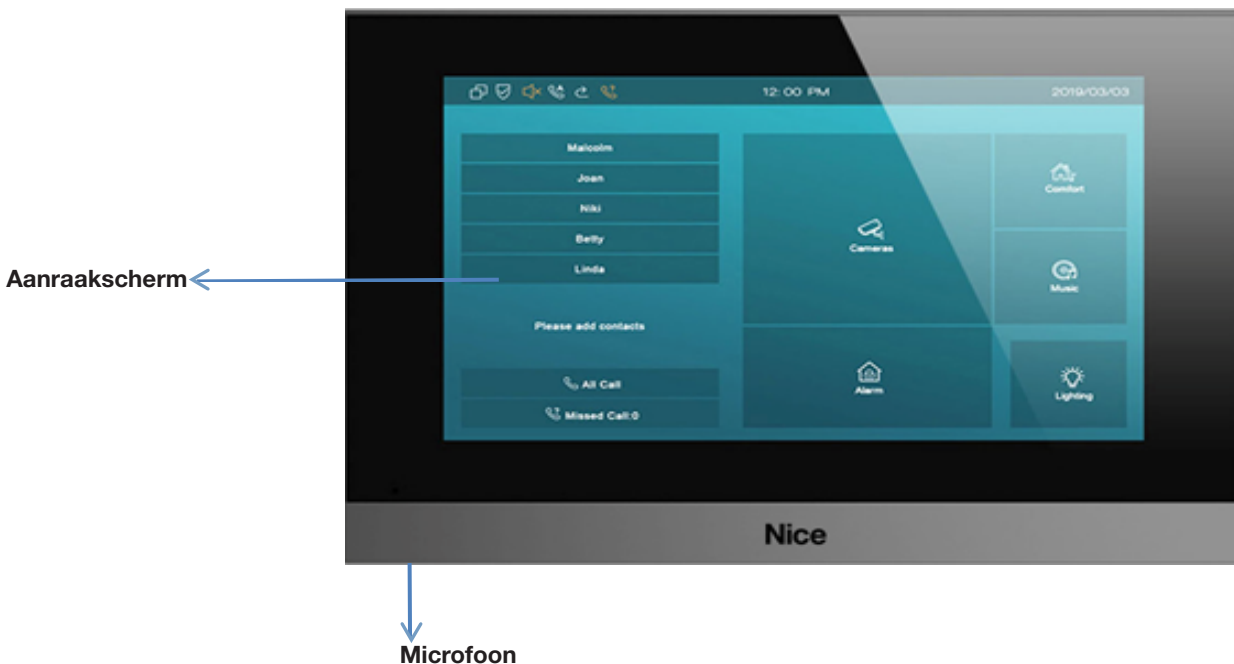 12:00 PM
2019/03/03
Malcolm
Joan
Niki
Betty
Linda
Please add contacts
All Call
Missed Call:0
Cameras
Alarm
Comfort
Music
Lighting
Aanraakscherm
Nice
Microfoon